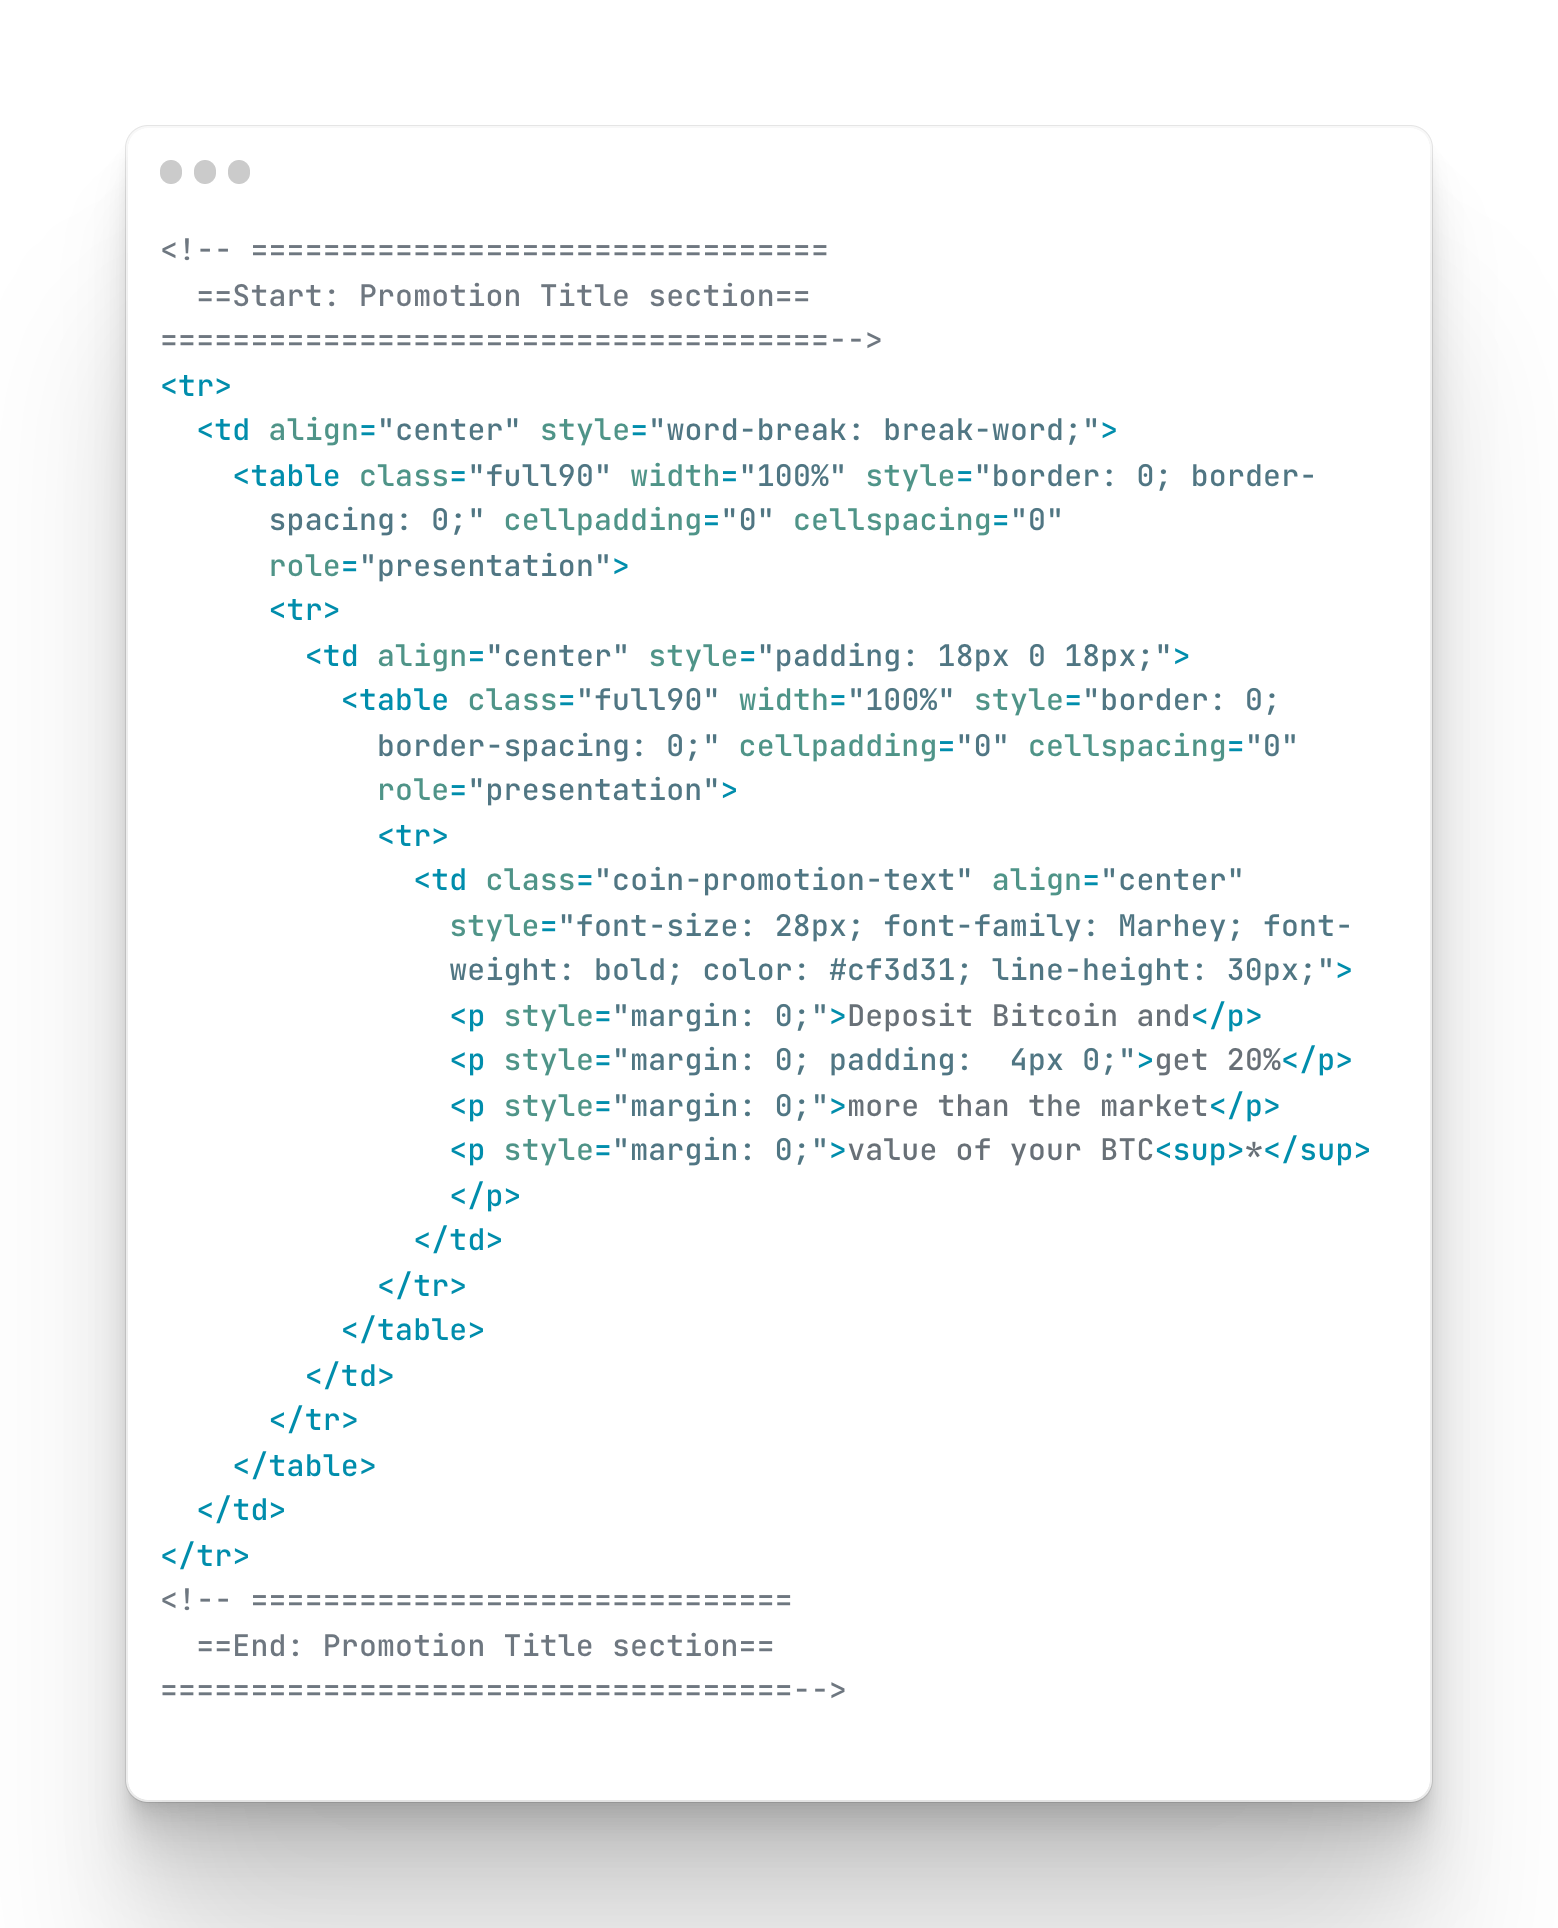 <!-- ================================
  ==Start: Promotion Title section==
=====================================-->
<tr>
  <td align="center" style="word-break: break-word;">
    <table class="full90" width="100%" style="border: 0; border-
      spacing: 0;" cellpadding="0" cellspacing="0"
      role="presentation">
      <tr>
        <td align="center" style="padding: 18px 0 18px;">
          <table class="full90" width="100%" style="border: 0;
            border-spacing: 0;" cellpadding="0" cellspacing="0"
            role="presentation">
            <tr>
              <td class="coin-promotion-text" align="center"
                style="font-size: 28px; font-family: Marhey; font-
                weight: bold; color: #cf3d31; line-height: 30px;">
                <p style="margin: 0;">Deposit Bitcoin and</p>
                <p style="margin: 0; padding:  4px 0;">get 20%</p>
                <p style="margin: 0;">more than the market</p>
                <p style="margin: 0;">value of your BTC<sup>*</sup>
                </p>
              </td>
            </tr>
          </table>
        </td>
      </tr>
    </table>
  </td>
</tr>
<!-- ==============================
  ==End: Promotion Title section==
===================================-->